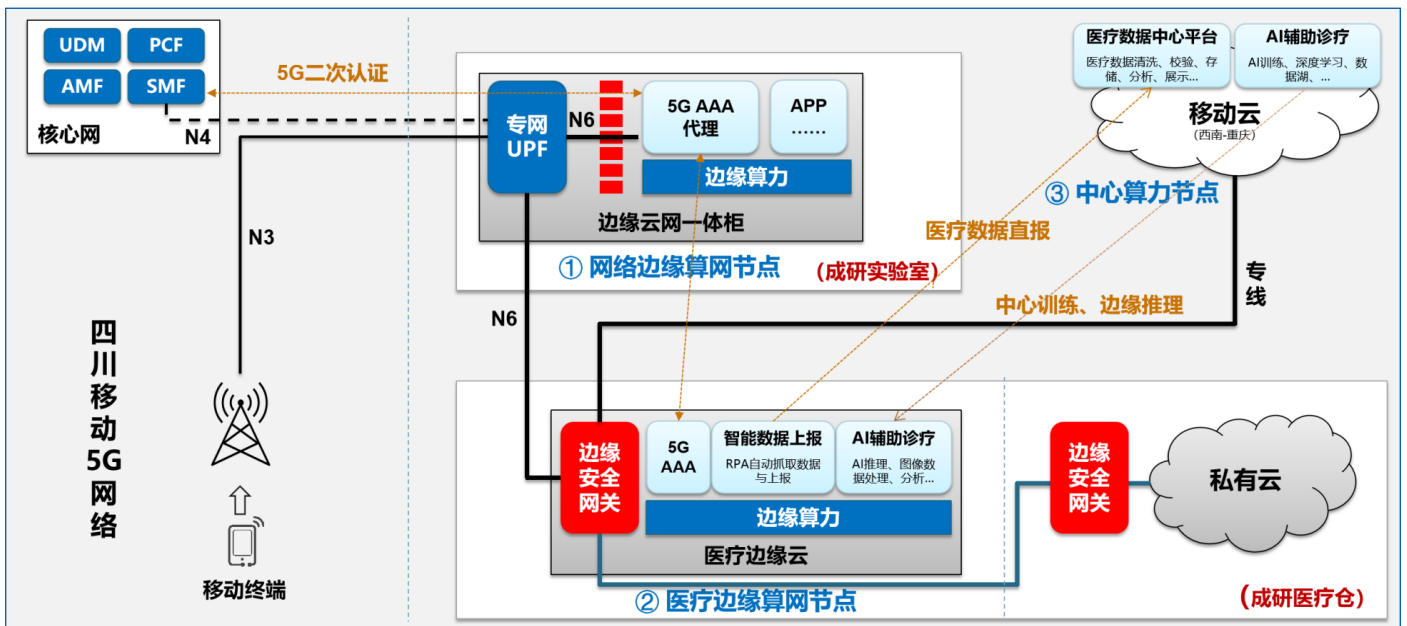 UDM
PCF
AMF
SMF
核心网
N4
5G二次认证
专网
UPF
N6
5G AAA
代理
APP
……
边缘算力
边缘云网一体柜
① 网络边缘算网节点
(成研实验室)
医疗数据中心平台
医疗数据清洗、校验、存
储、分析、展示...
AI辅助诊疗
AI训练、深度学习、数
据湖、...
移动云
(西南-重庆)
③ 中心算力节点
N3
医疗数据直报
专
线
中心训练、边缘推理
N6
四
川
移
动
5G
网
络
移动终端
边缘
安全
网关
5G
AAA
智能数据上报
RPA自动抓取数据
与上报
AI辅助诊疗
AI推理、图像数
据处理、分析...
边缘算力
医疗边缘云
② 医疗边缘算网节点
边缘
安全
网关
私有云
(成研医疗仓)